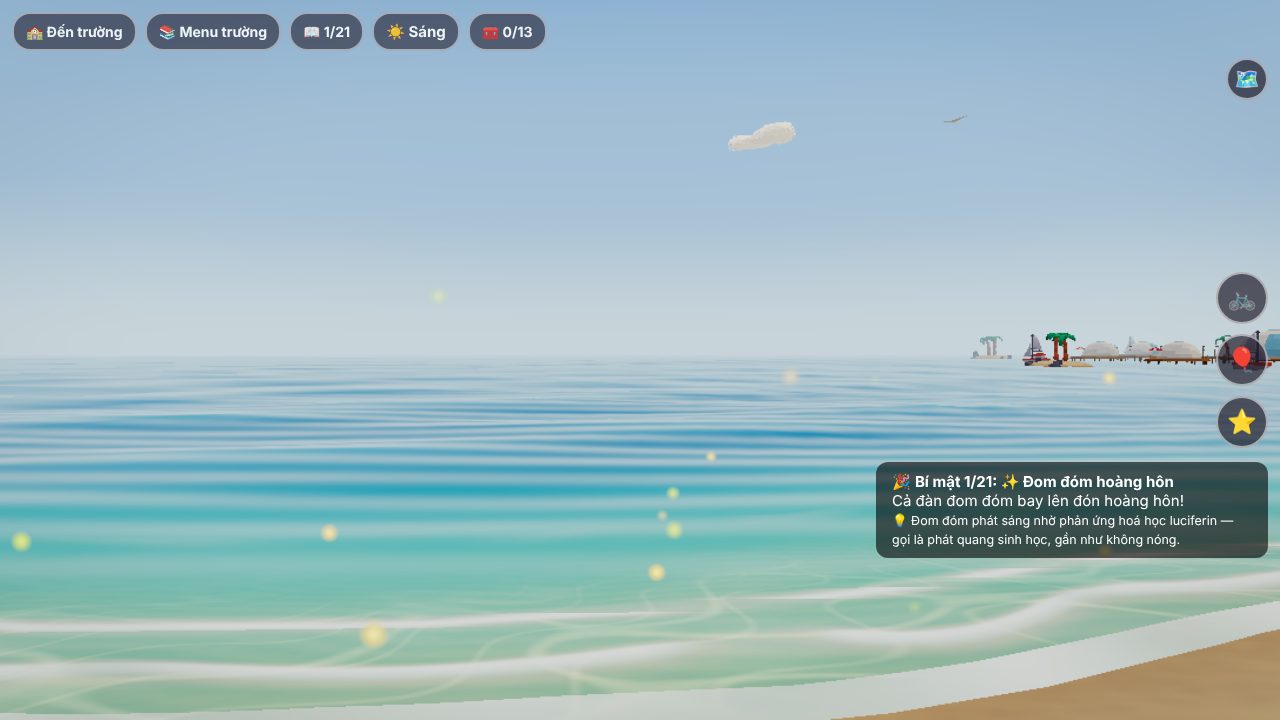 🏫 Đến trường
📚 Menu trường
📖 1/21
☀️ Sáng
🧰 0/13
🎉 Bí mật 1/21: ✨ Đom đóm hoàng hôn
Cả đàn đom đóm bay lên đón hoàng hôn!
💡 Đom đóm phát sáng nhờ phản ứng hoá học luciferin —
gọi là phát quang sinh học, gần như không nóng.